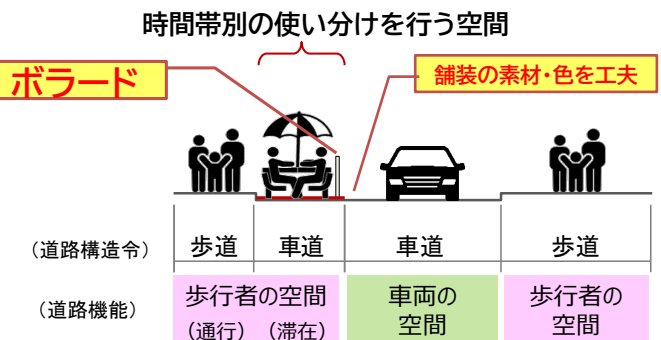 時間帯別の使い分けを行う空間
ボラード
舗装の素材・色を工夫
(道路構造令)
歩道
車道
車道
歩道
(道路機能)
歩行者の空間
(通行)
(滞在)
車両の
空間
歩行者の
空間